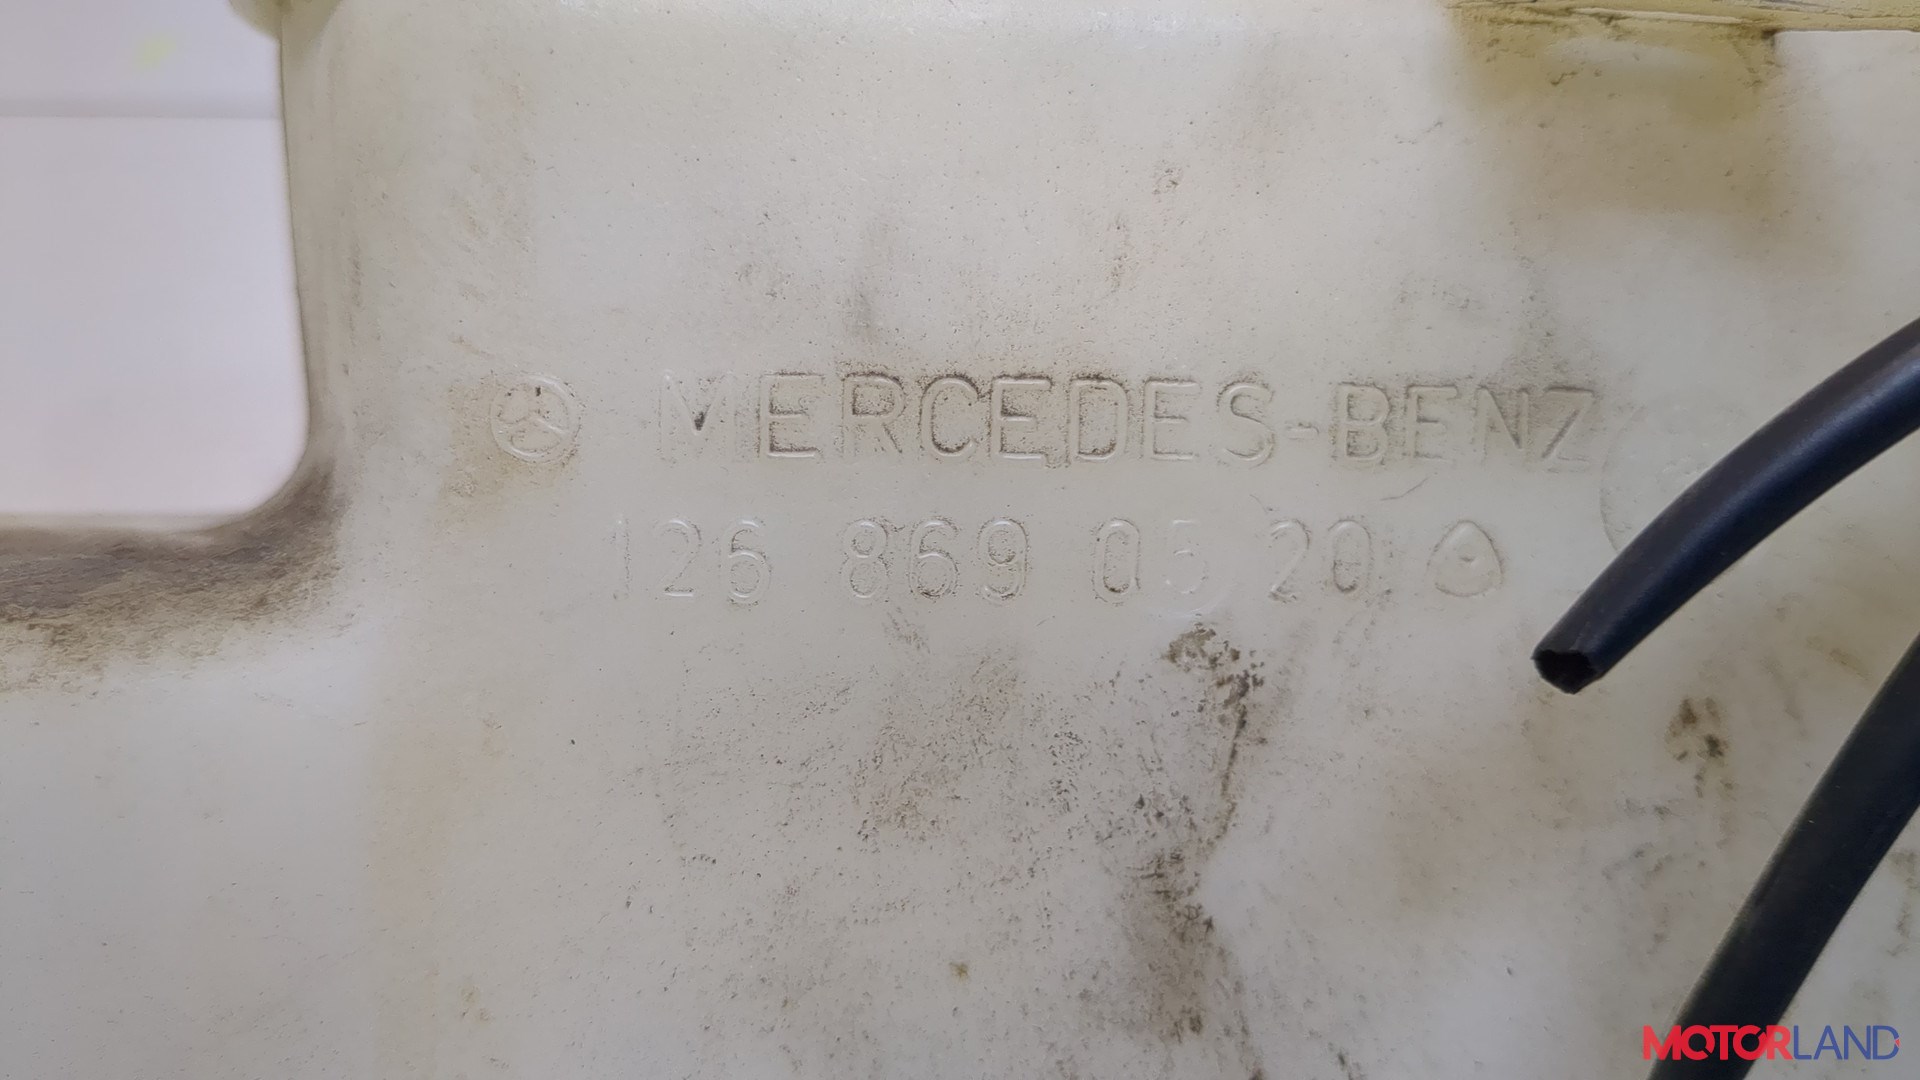 MERCEDES-BENZ
126 869 05 20
MOTORLAND